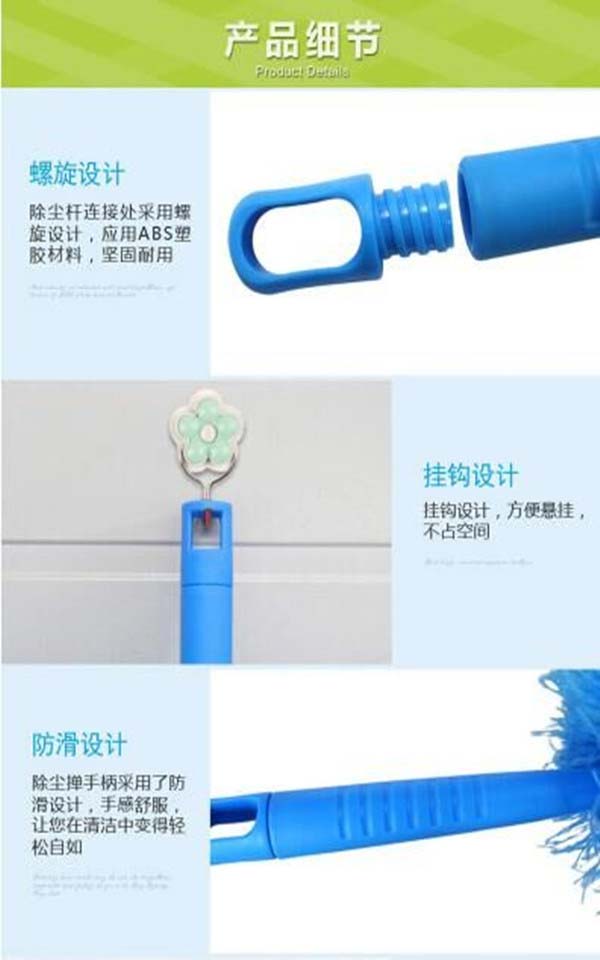 产品细节
Product Details
螺旋设计
除尘杆连接处采用螺
旋设计，应用ABS塑
胶材料，坚固耐用
挂钩设计
挂钩设计，方便悬挂，
不占空间
防滑设计
除尘掸手柄采用了防
滑设计，手感舒服，
让您在清洁中变得轻
松自如